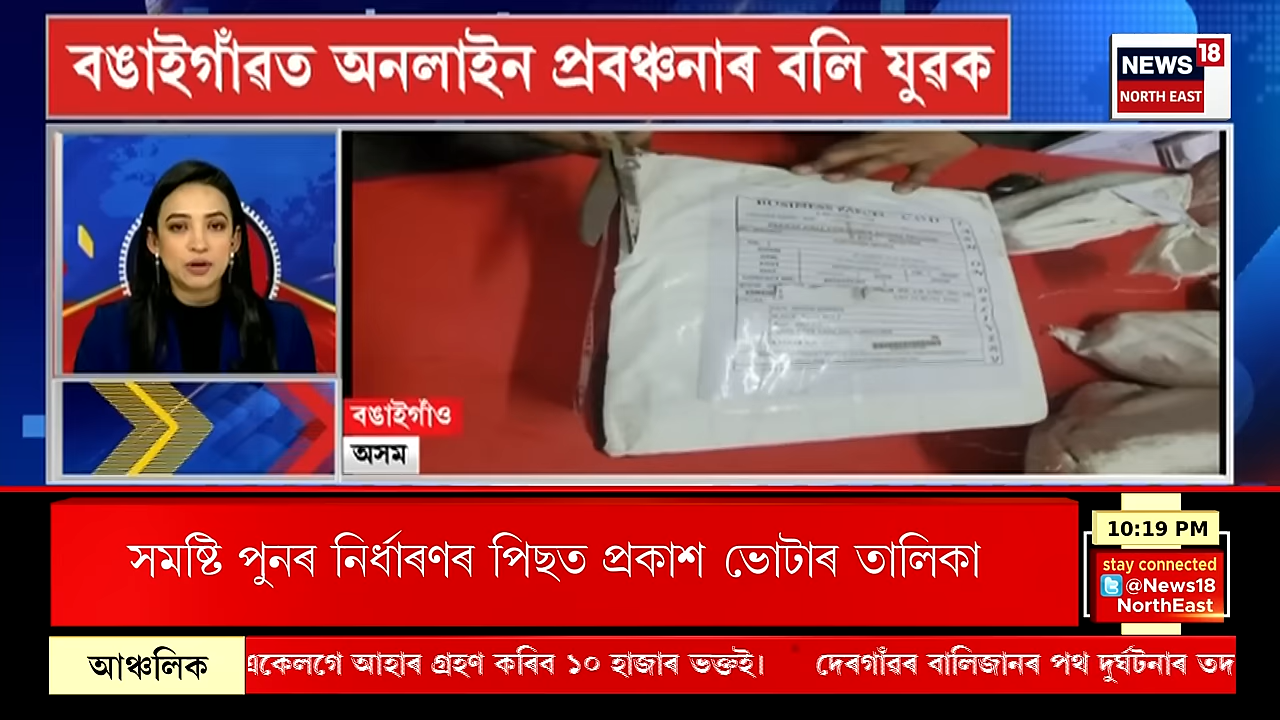 বঙাইগাঁৱত অনলাইন প্ৰবঞ্চনাৰ বলি যুৱক
NEWS 18
NORTH EAST
BUSINESS PARCEL
বঙাইগাঁও
অসম
সমষ্টি পুনৰ নিৰ্ধাৰণৰ পিছত প্ৰকাশ ভোটাৰ তালিকা
10:19 PM
stay connected
@News18
NorthEast
আঞ্চলিক
একেলগে আহাৰ গ্ৰহণ কৰিব ১০ হাজাৰ ভক্তই। দেৰগাঁৱৰ বালিজানৰ পথ দুৰ্ঘটনাৰ তদ